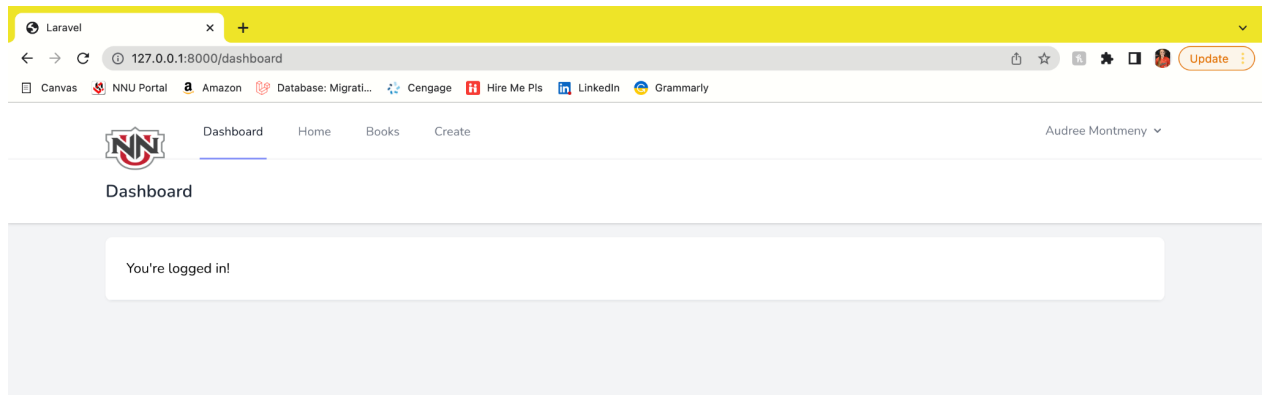 Laravel
127.0.0.1:8000/dashboard
Update
Canvas NNU Portal Amazon Database: Migrati... Cengage Hire Me Pls LinkedIn Grammarly
NN Dashboard Home Books Create Audree Montmeny
Dashboard
You're logged in!